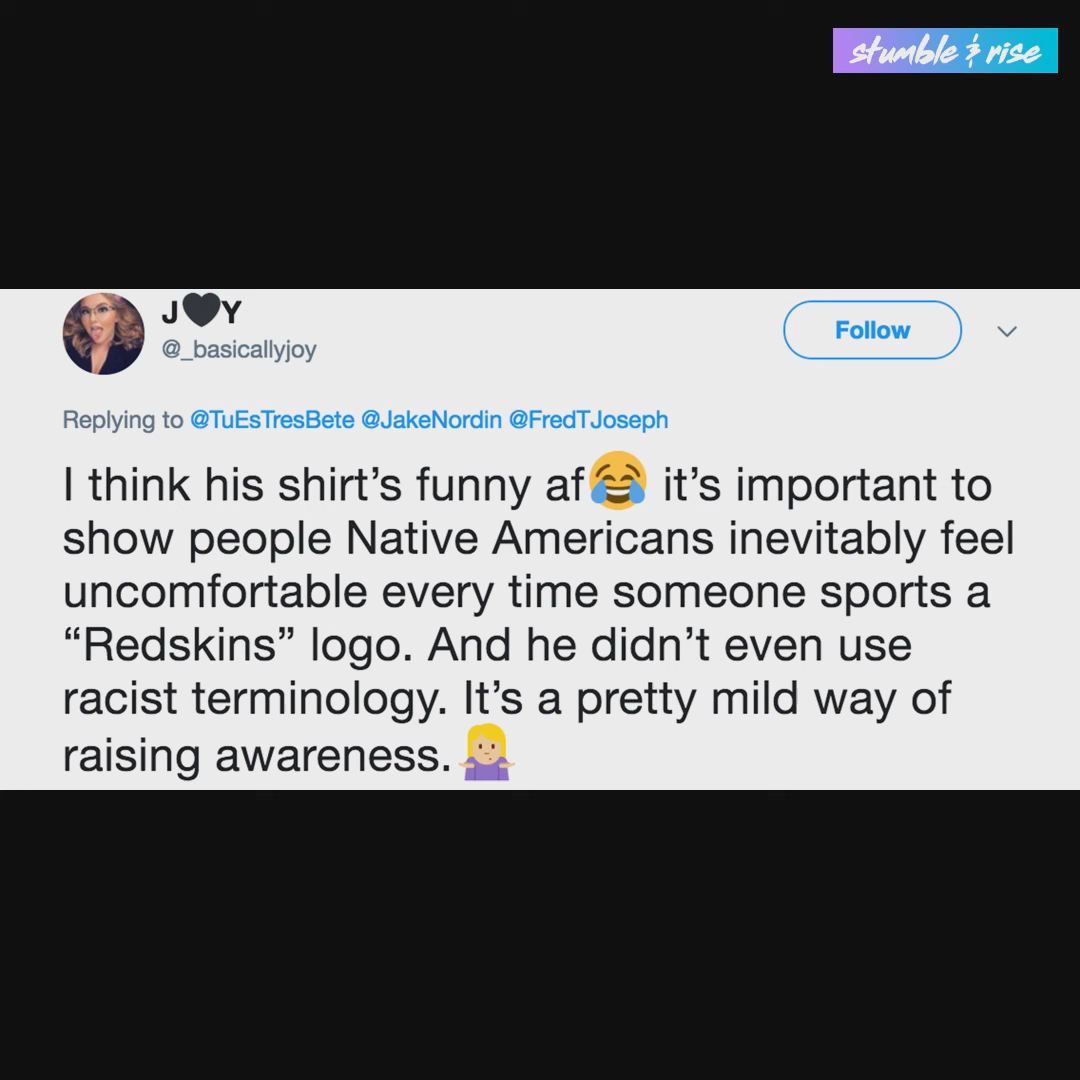 stumble & rise
J🖤Y
@_basicallyjoy
Follow
Replying to @TuEsTresBete @JakeNordin @FredTJoseph
I think his shirt’s funny af😂 it’s important to
show people Native Americans inevitably feel
uncomfortable every time someone sports a
“Redskins” logo. And he didn’t even use
racist terminology. It’s a pretty mild way of
raising awareness.🤷🏼‍♀️